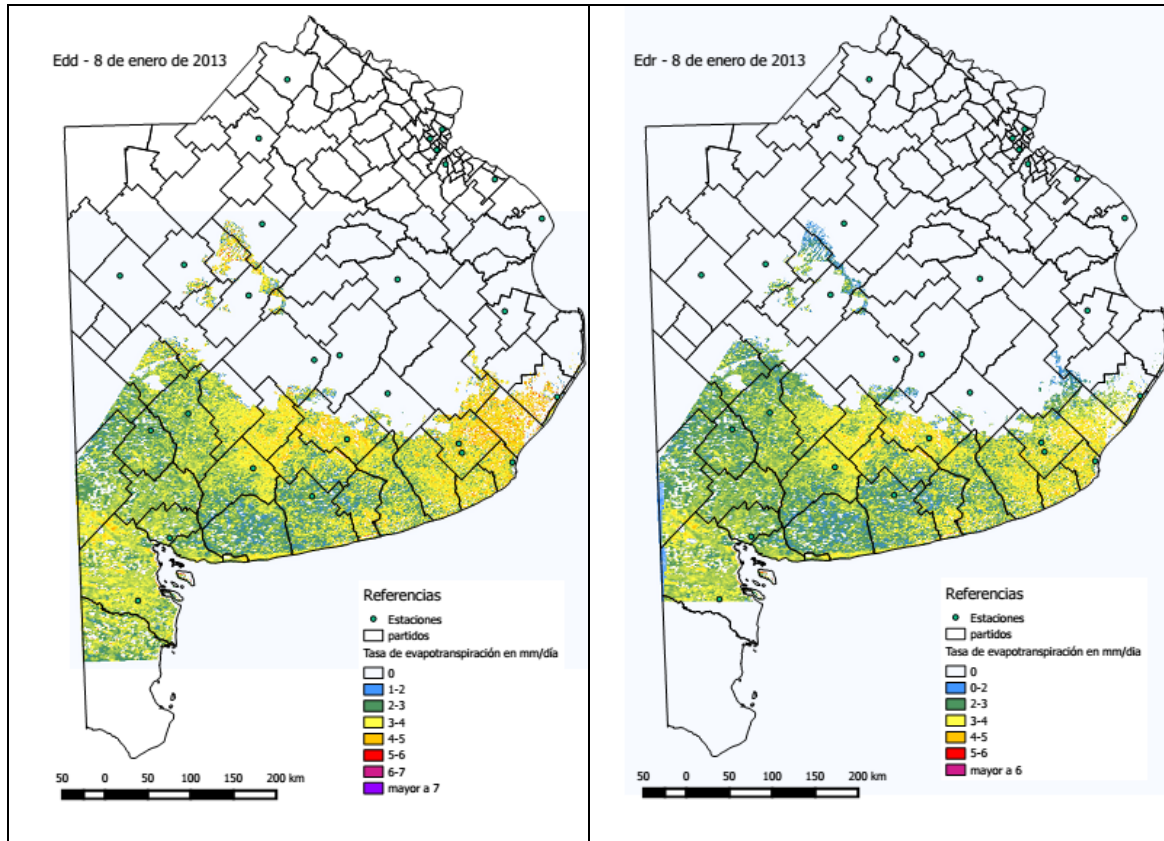 Edd - 8 de enero de 2013
Referencias
Estaciones
partidos
Tasa de evapotranspiración en mm/día
0
1-2
2-3
3-4
4-5
5-6
6-7
mayor a 7
50 0 50 100 150 200 km
Edr - 8 de enero de 2013
Referencias
Estaciones
partidos
Tasa de evapotranspiración en mm/día
0
0-2
2-3
3-4
4-5
5-6
mayor a 6
50 0 50 100 150 200 km